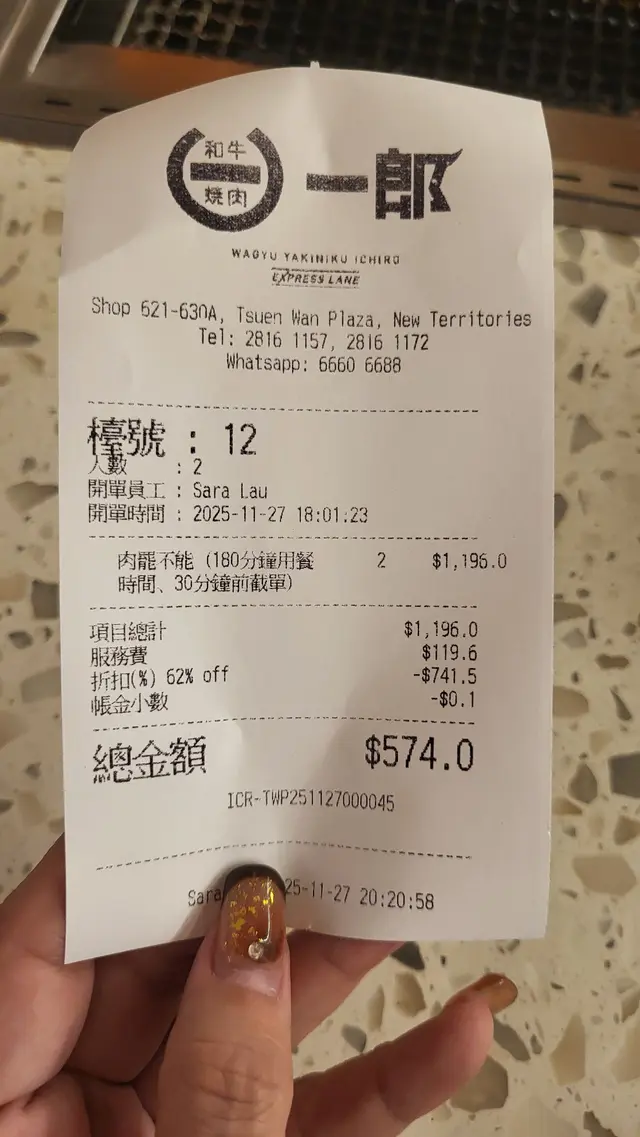 和牛
燒肉
一郎
WAGYU YAKINIKU ICHIRO
EXPRESS LANE
Shop 621-630A, Tsuen Wan Plaza, New Territories
Tel: 2816 1157, 2816 1172
Whatsapp: 6660 6688
檯號 : 12
人數 : 2
開單員工 : Sara Lau
開單時間 : 2025-11-27 18:01:23
肉罷不能 (180分鐘用餐 2 $1,196.0
時間、30分鐘前截單)
項目總計 $1,196.0
服務費 $119.6
折扣(%) 62% off -$741.5
帳金小數 -$0.1
總金額 $574.0
ICR-TWP251127000045
Sara 25-11-27 20:20:58